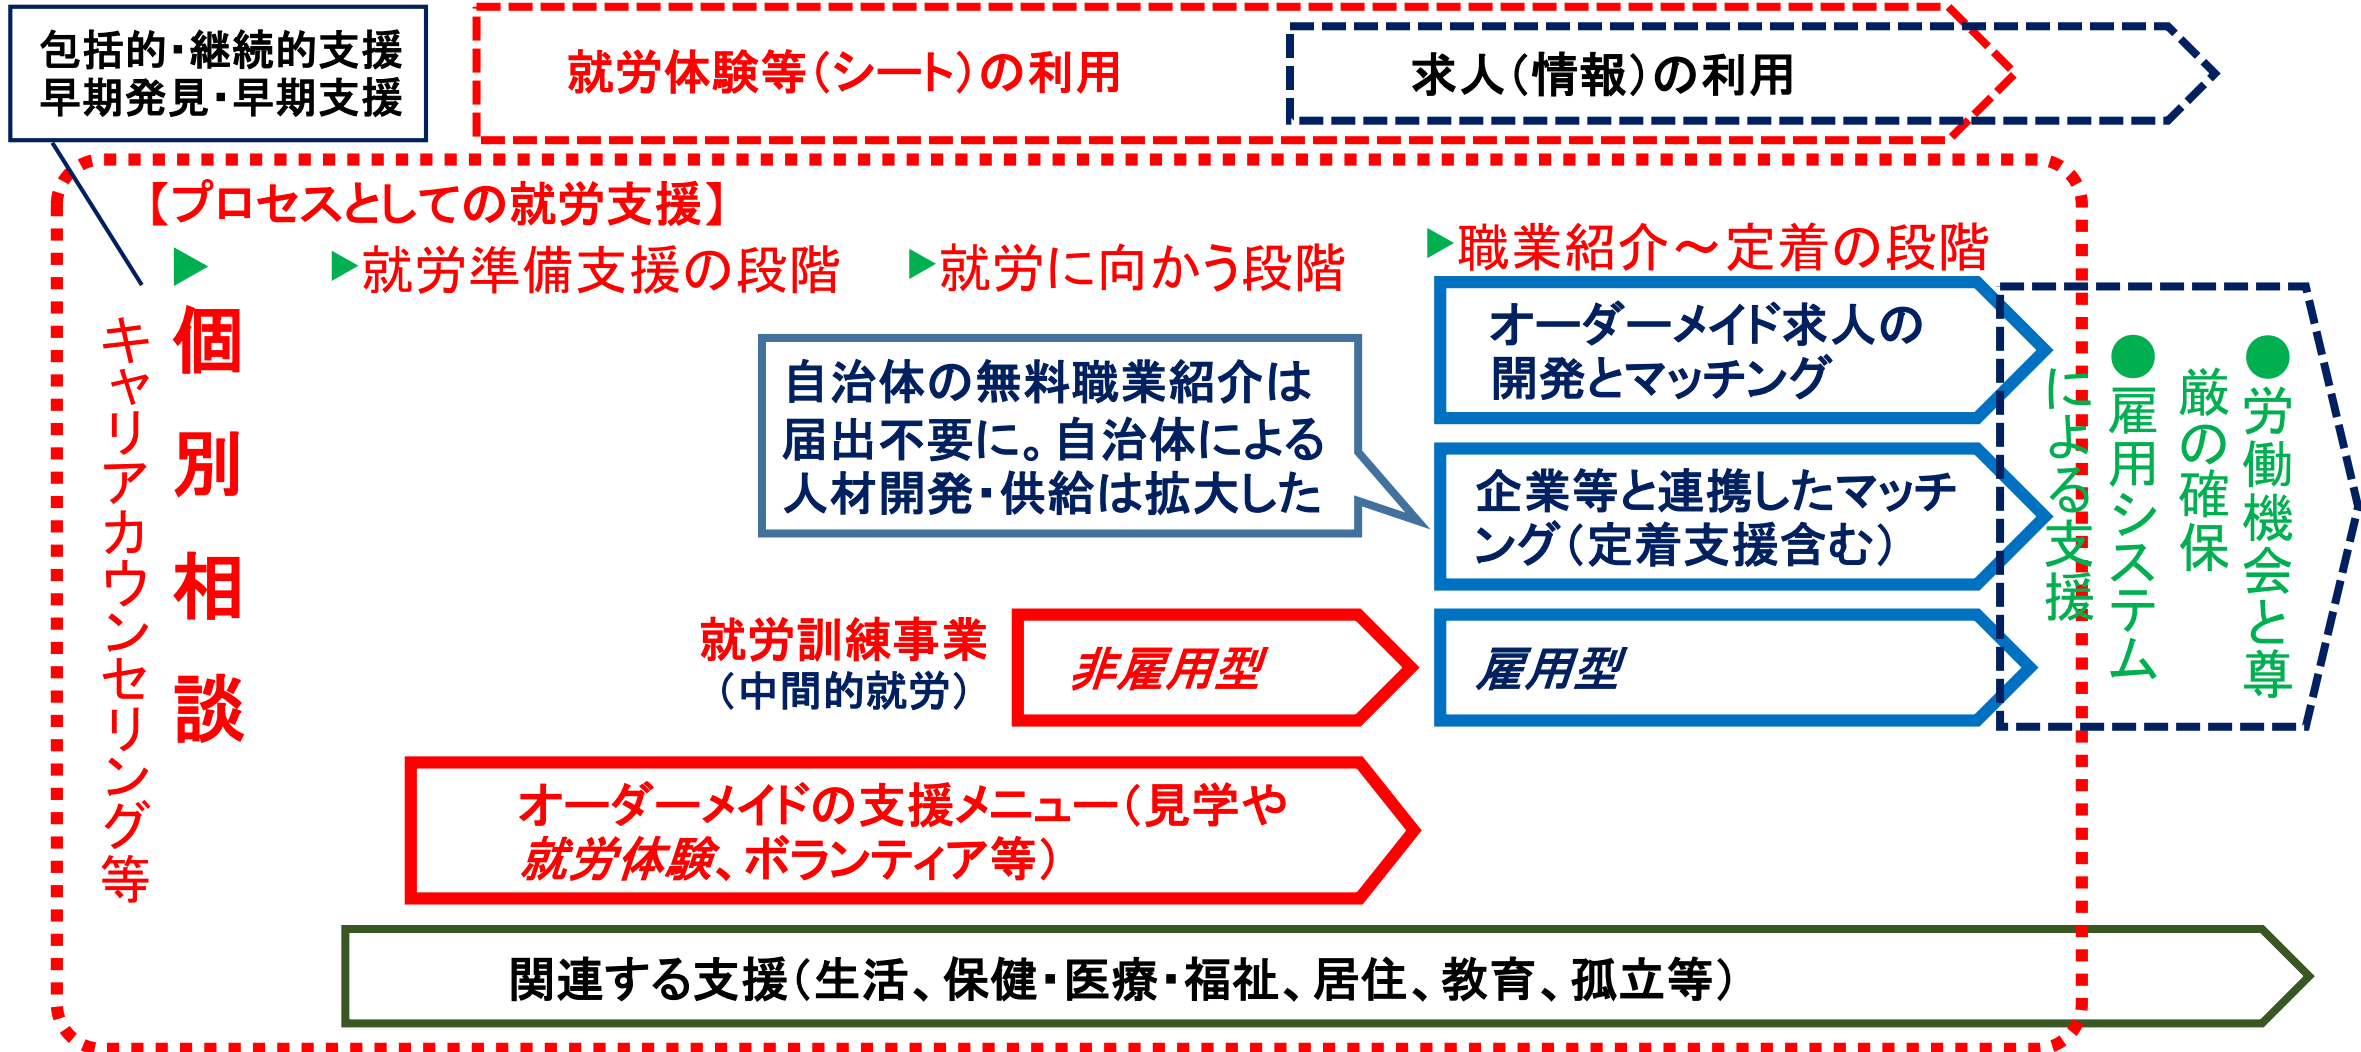 包括的・継続的支援
早期発見・早期支援
就労体験等（シート）の利用
求人（情報）の利用
【プロセスとしての就労支援】
就労準備支援の段階
就労に向かう段階
職業紹介～定着の段階
個別相談
キャリアカウンセリング等
オーダーメイド求人の
開発とマッチング
自治体の無料職業紹介は
届出不要に。自治体による
人材開発・供給は拡大した
企業等と連携したマッチ
ング（定着支援含む）
就労訓練事業
（中間的就労）
非雇用型
雇用型
●労働機会と尊
厳の確保
●雇用システム
による支援
オーダーメイドの支援メニュー（見学や
就労体験、ボランティア等）
関連する支援（生活、保健・医療・福祉、居住、教育、孤立等）